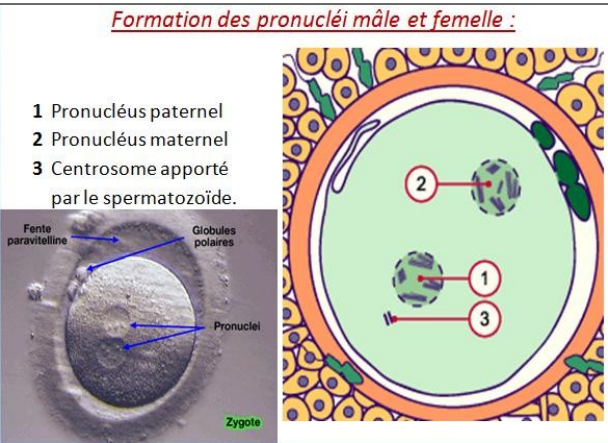 Formation des pronucléi mâle et femelle :
1 Pronucléus paternel
2 Pronucléus maternel
3 Centrosome apporté
par le spermatozoïde.
Fente
paravitelline
Globules
polaires
Pronuclei
Zygote
2
1
3